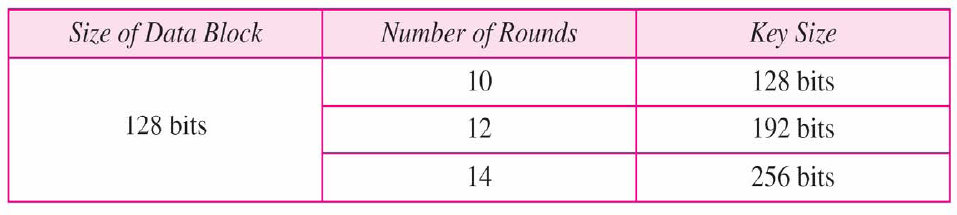 Size of Data Block Number of Rounds Key Size
10 128 bits
128 bits 12 192 bits
14 256 bits